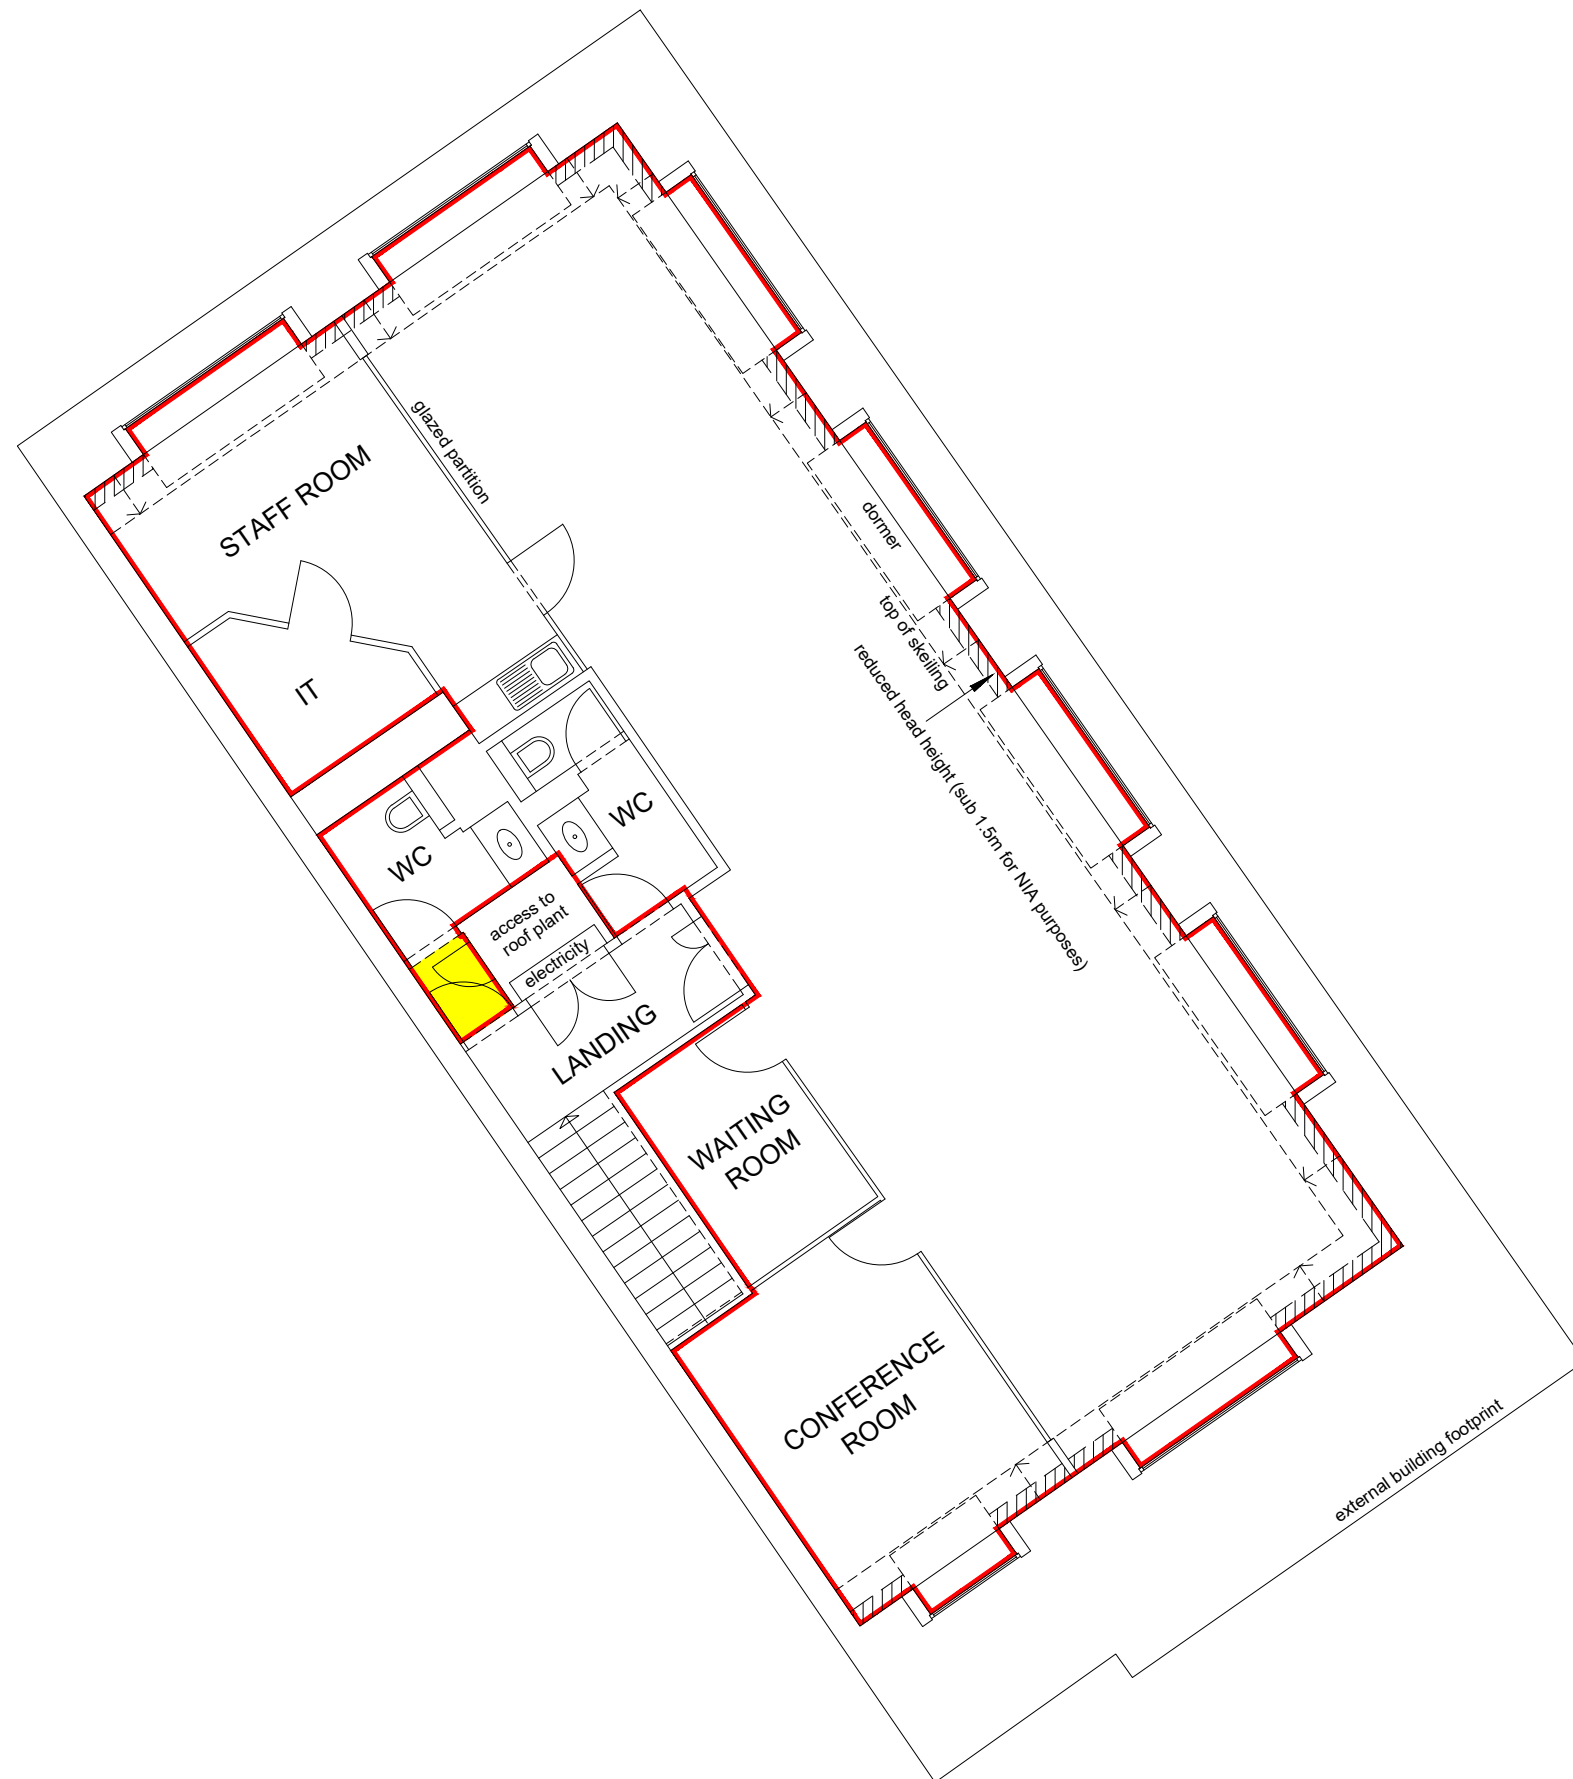 glazed partition
STAFF ROOM
dormer
top of skeiling
reduced head height (sub 1.5m for NIA purposes)
IT
WC
WC
access to
roof plant
electricity
LANDING
WAITING
ROOM
CONFERENCE
ROOM
external building footprint